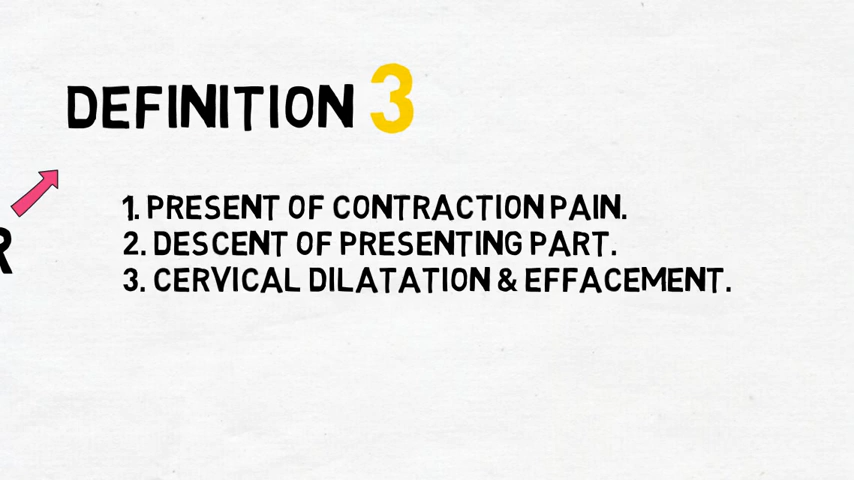 DEFINITION 3
1. PRESENT OF CONTRACTION PAIN.
2. DESCENT OF PRESENTING PART.
3. CERVICAL DILATATION & EFFACEMENT.
R